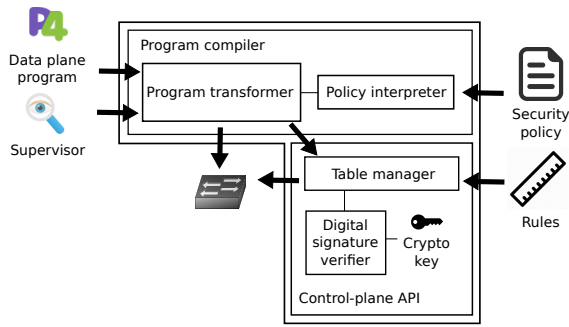 P4
Data plane
program
Supervisor
Program compiler
Program transformer
Policy interpreter
Security
policy
Table manager
Rules
Digital
signature
verifier
Crypto
key
Control-plane API